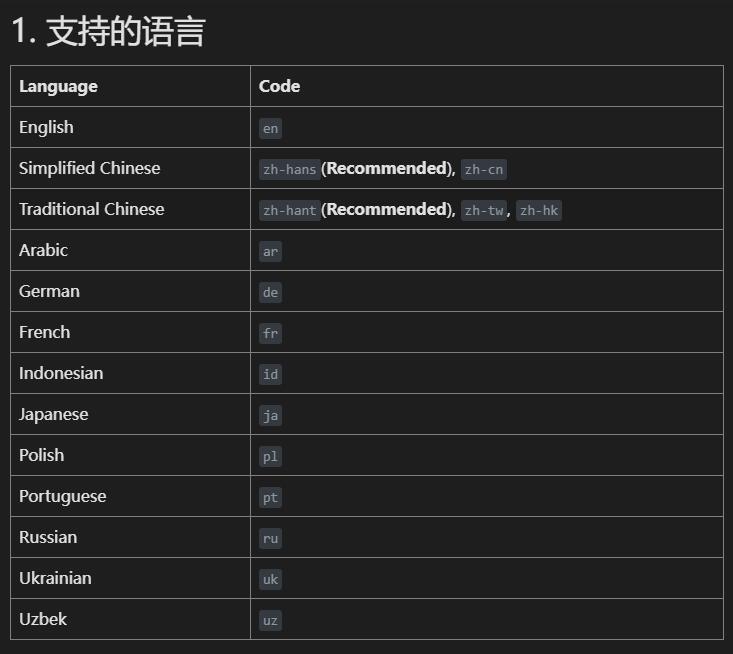 1. 支持的语言
Language Code
English en
Simplified Chinese zh-hans(Recommended), zh-cn
Traditional Chinese zh-hant(Recommended), zh-tw, zh-hk
Arabic ar
German de
French fr
Indonesian id
Japanese ja
Polish pl
Portuguese pt
Russian ru
Ukrainian uk
Uzbek uz